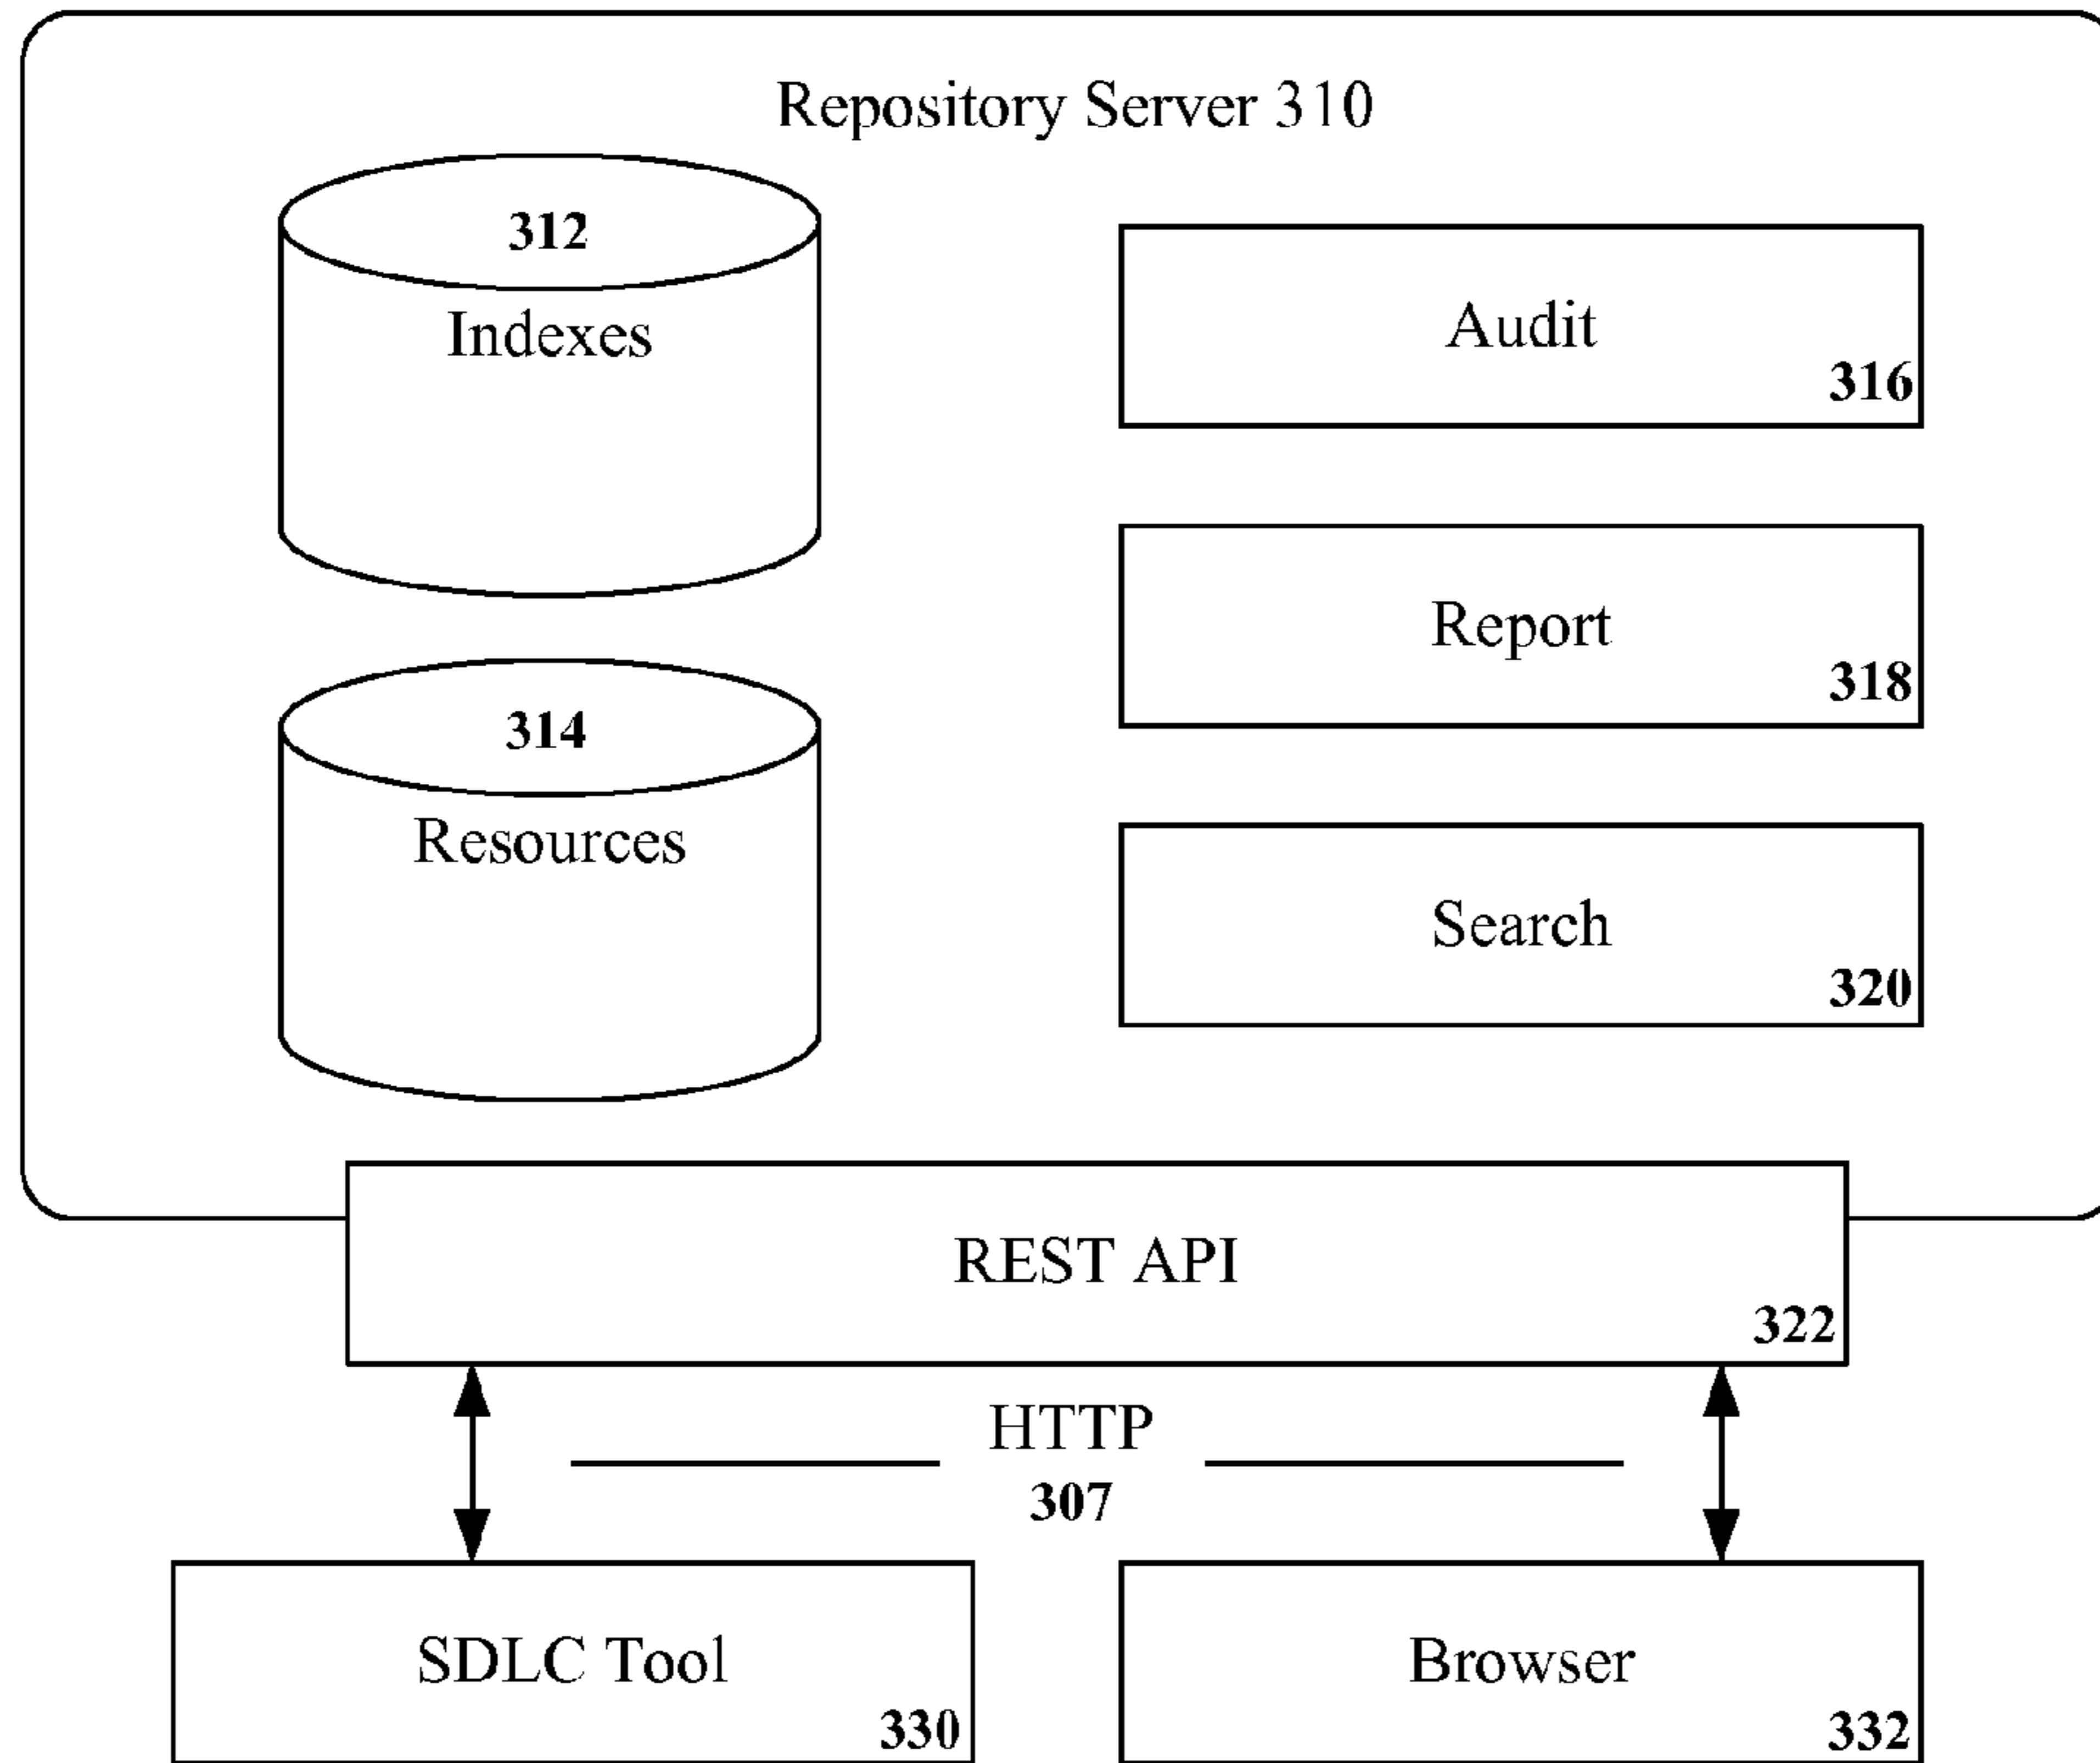 Repository Server 310
312
Indexes
314
Resources
Audit
316
Report
318
Search
320
REST API
322
HTTP
307
SDLC Tool
330
Browser
332